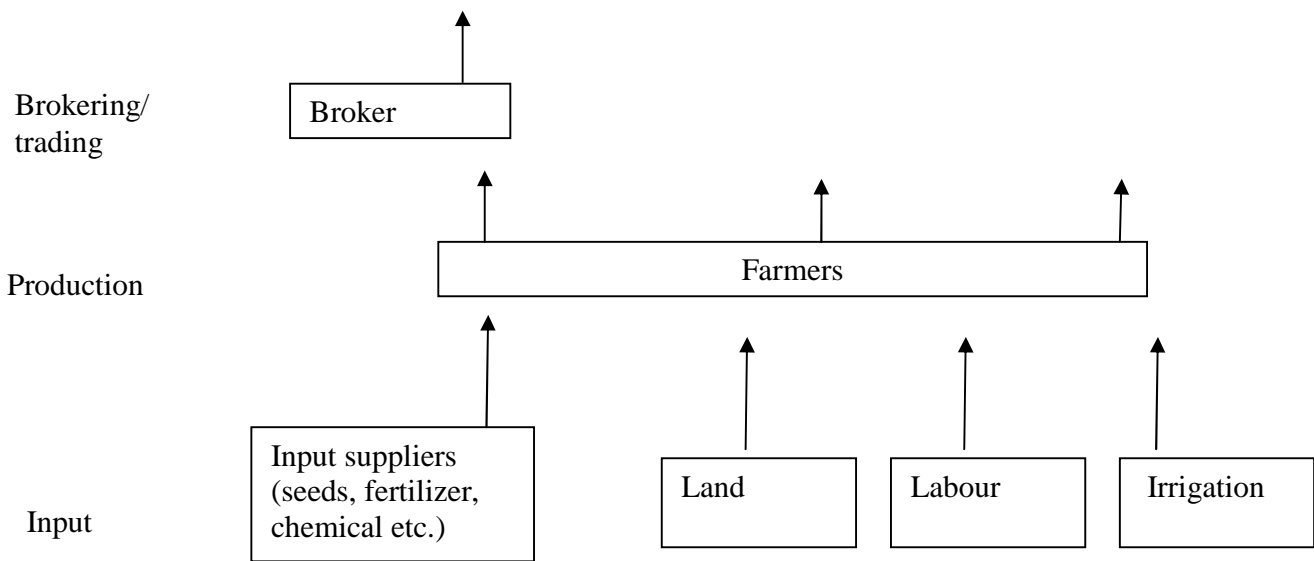 Brokering/
trading
Broker
Production
Farmers
Input
Input suppliers
(seeds, fertilizer,
chemical etc.)
Land
Labour
Irrigation